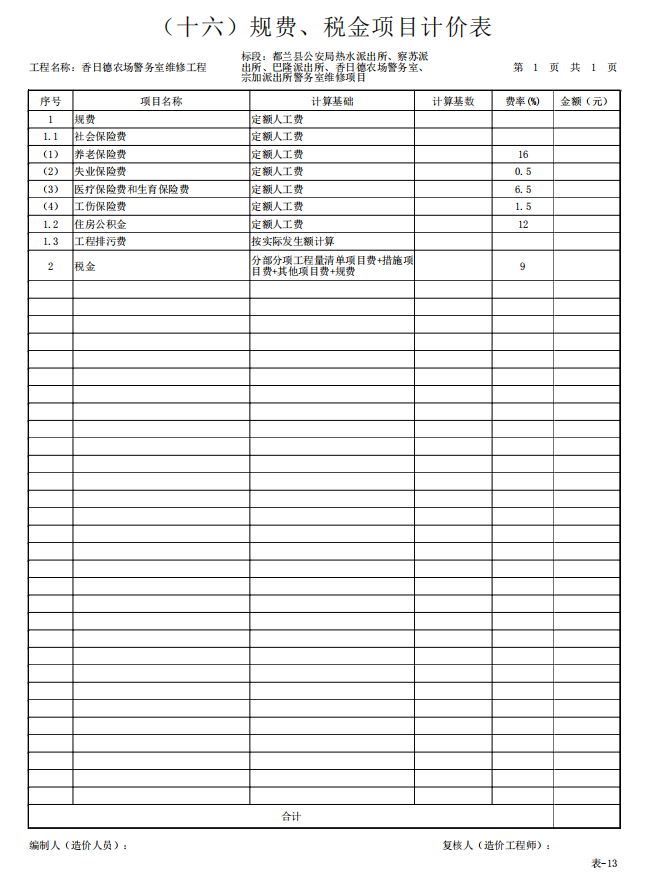 （十六）规费、税金项目计价表
工程名称：香日德农场警务室维修工程
标段：都兰县公安局热水派出所、察苏派
出所、巴隆派出所、香日德农场警务室、
宗加派出所警务室维修项目
第 1 页 共 1 页
序号 项目名称 计算基础 计算基数 费率(%) 金额（元）
1 规费 定额人工费
1.1 社会保险费 定额人工费
(1) 养老保险费 定额人工费 16
(2) 失业保险费 定额人工费 0.5
(3) 医疗保险费和生育保险费 定额人工费 6.5
(4) 工伤保险费 定额人工费 1.5
1.2 住房公积金 定额人工费 12
1.3 工程排污费 按实际发生额计算
2 税金 分部分项工程量清单项目费+措施项
目费+其他项目费+规费 9
合计
编制人（造价人员）： 复核人（造价工程师）：
表-13